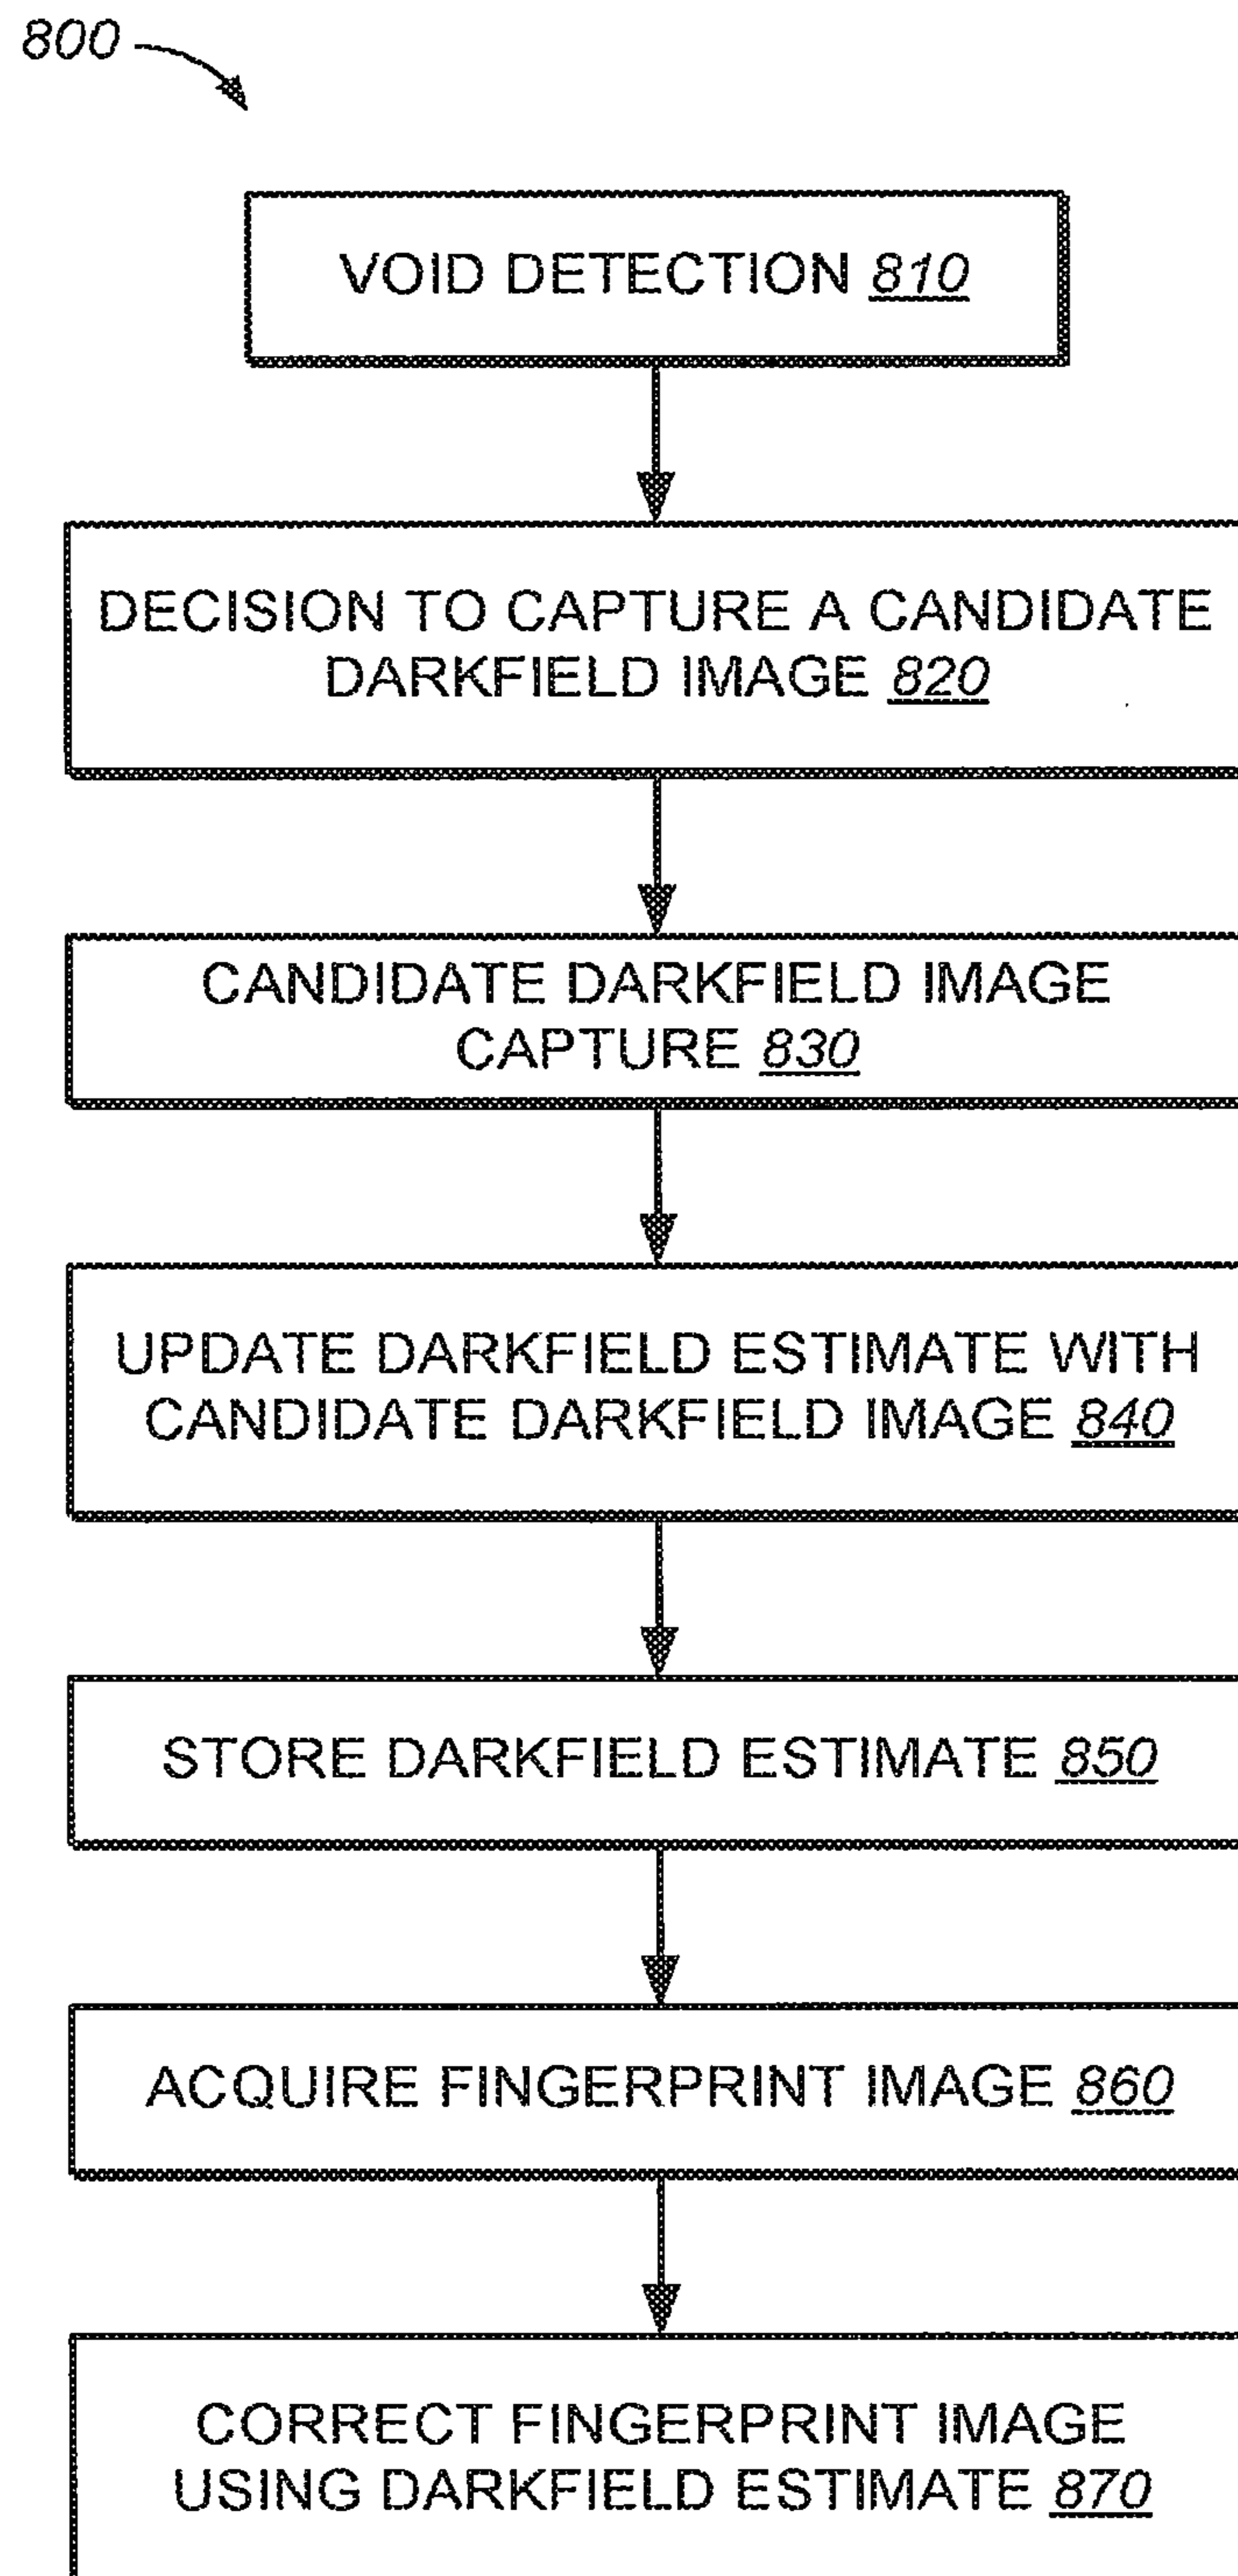 800
VOID DETECTION 810
DECISION TO CAPTURE A CANDIDATE
DARKFIELD IMAGE 820
CANDIDATE DARKFIELD IMAGE
CAPTURE 830
UPDATE DARKFIELD ESTIMATE WITH
CANDIDATE DARKFIELD IMAGE 840
STORE DARKFIELD ESTIMATE 850
ACQUIRE FINGERPRINT IMAGE 860
CORRECT FINGERPRINT IMAGE
USING DARKFIELD ESTIMATE 870